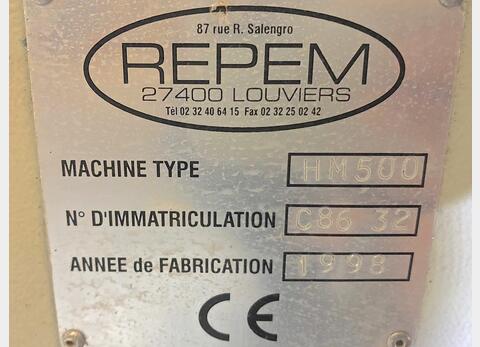 87 rue R. Salengro
REPEM
27400 LOUVIERS
Tél 02 32 40 64 15 Fax 02 32 25 02 42
MACHINE TYPE HM500
N° D'IMMATRICULATION C86 32
ANNEE de FABRICATION 1998
CE